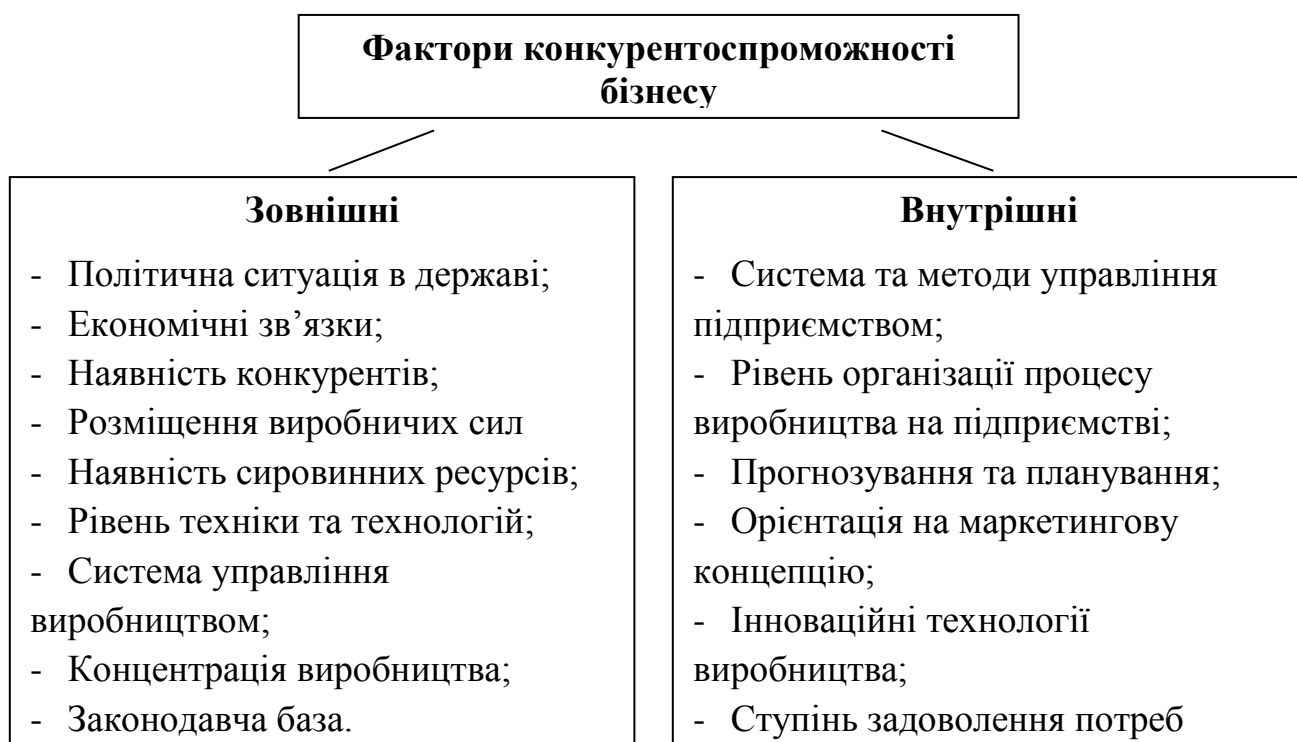 Фактори конкурентоспроможності
бізнесу
Зовнішні
- Політична ситуація в державі;
- Економічні зв’язки;
- Наявність конкурентів;
- Розміщення виробничих сил
- Наявність сировинних ресурсів;
- Рівень техніки та технологій;
- Система управління
виробництвом;
- Концентрація виробництва;
- Законодавча база.
Внутрішні
- Система та методи управління
підприємством;
- Рівень організації процесу
виробництва на підприємстві;
- Прогнозування та планування;
- Орієнтація на маркетингову
концепцію;
- Інноваційні технології
виробництва;
- Ступінь задоволення потреб